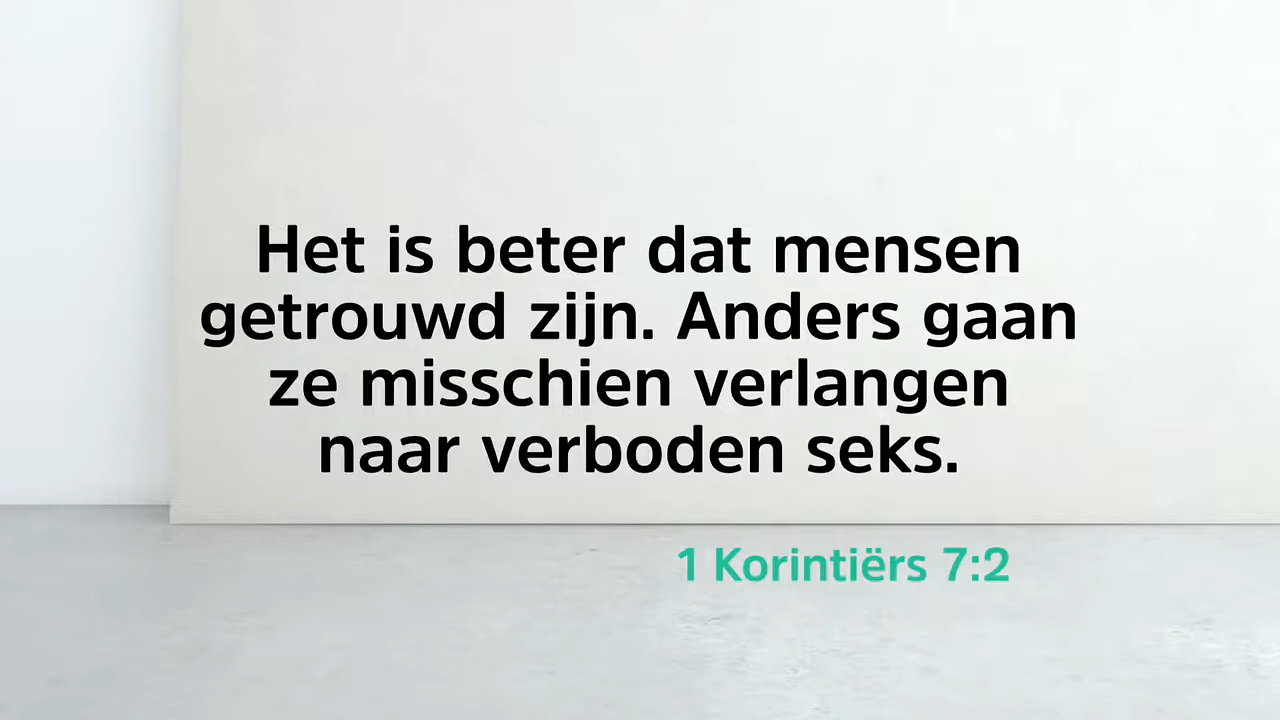 Het is beter dat mensen
getrouwd zijn. Anders gaan
ze misschien verlangen
naar verboden seks.
1 Korintiërs 7:2